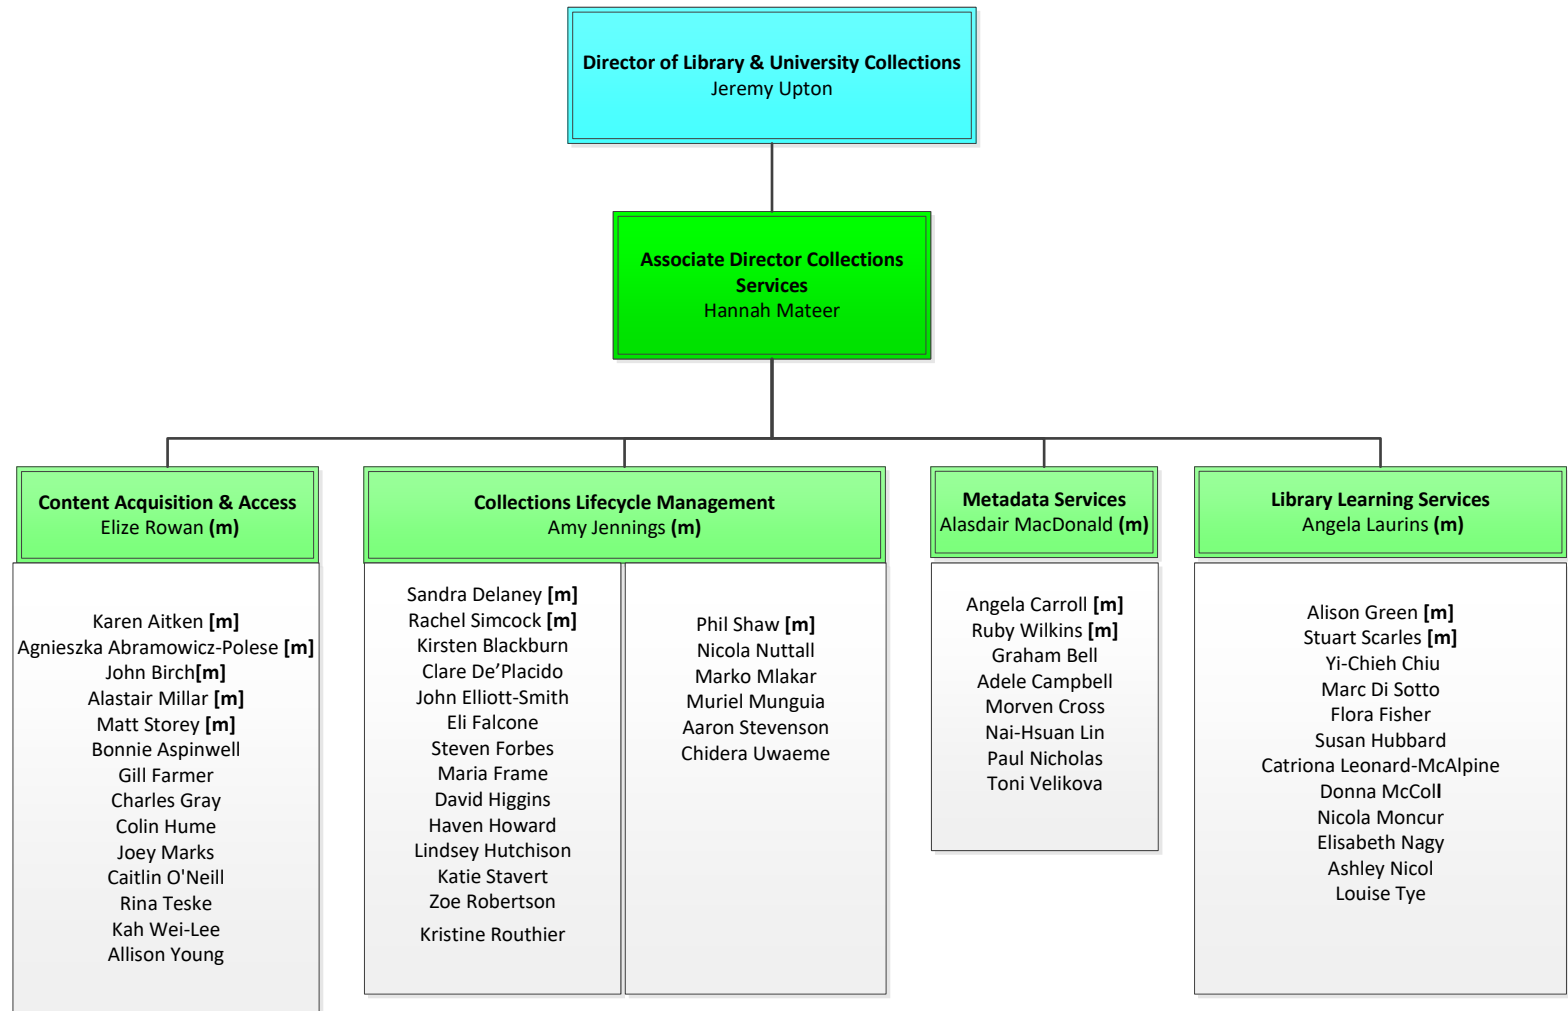 Director of Library & University Collections
Jeremy Upton
Associate Director Collections
Services
Hannah Mateer
Content Acquisition & Access
Elize Rowan (m)
Karen Aitken [m]
Agnieszka Abramowicz-Polese [m]
John Birch[m]
Alastair Millar [m]
Matt Storey [m]
Bonnie Aspinwell
Gill Farmer
Charles Gray
Colin Hume
Joey Marks
Caitlin O'Neill
Rina Teske
Kah Wei-Lee
Allison Young
Collections Lifecycle Management
Amy Jennings (m)
Sandra Delaney [m]
Rachel Simcock [m]
Kirsten Blackburn
Clare De’Placido
John Elliott-Smith
Eli Falcone
Steven Forbes
Maria Frame
David Higgins
Haven Howard
Lindsey Hutchison
Katie Stavert
Zoe Robertson
Kristine Routhier
Phil Shaw [m]
Nicola Nuttall
Marko Mlakar
Muriel Munguia
Aaron Stevenson
Chidera Uwaeme
Metadata Services
Alasdair MacDonald (m)
Angela Carroll [m]
Ruby Wilkins [m]
Graham Bell
Adele Campbell
Morven Cross
Nai-Hsuan Lin
Paul Nicholas
Toni Velikova
Library Learning Services
Angela Laurins (m)
Alison Green [m]
Stuart Scarles [m]
Yi-Chieh Chiu
Marc Di Sotto
Flora Fisher
Susan Hubbard
Catriona Leonard-McAlpine
Donna McColl
Nicola Moncur
Elisabeth Nagy
Ashley Nicol
Louise Tye